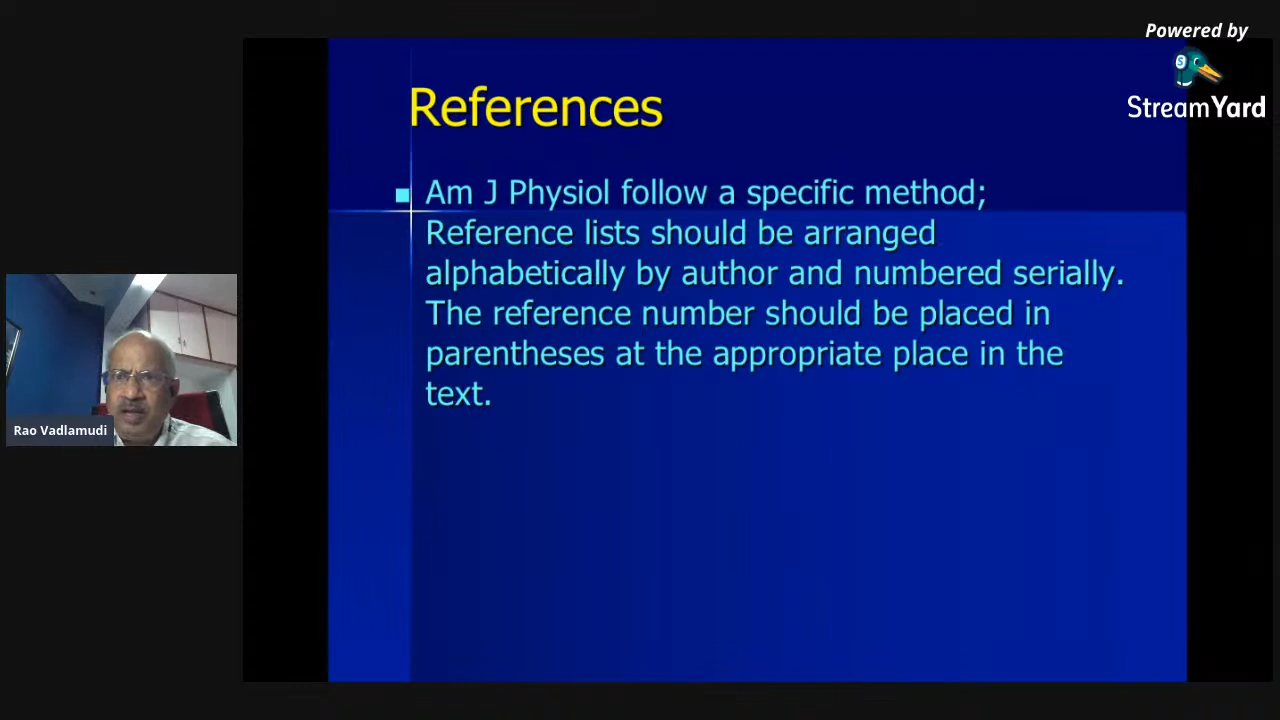 Powered by
StreamYard
References
Am J Physiol follow a specific method;
Reference lists should be arranged
alphabetically by author and numbered serially.
The reference number should be placed in
parentheses at the appropriate place in the
text.
Rao Vadlamudi